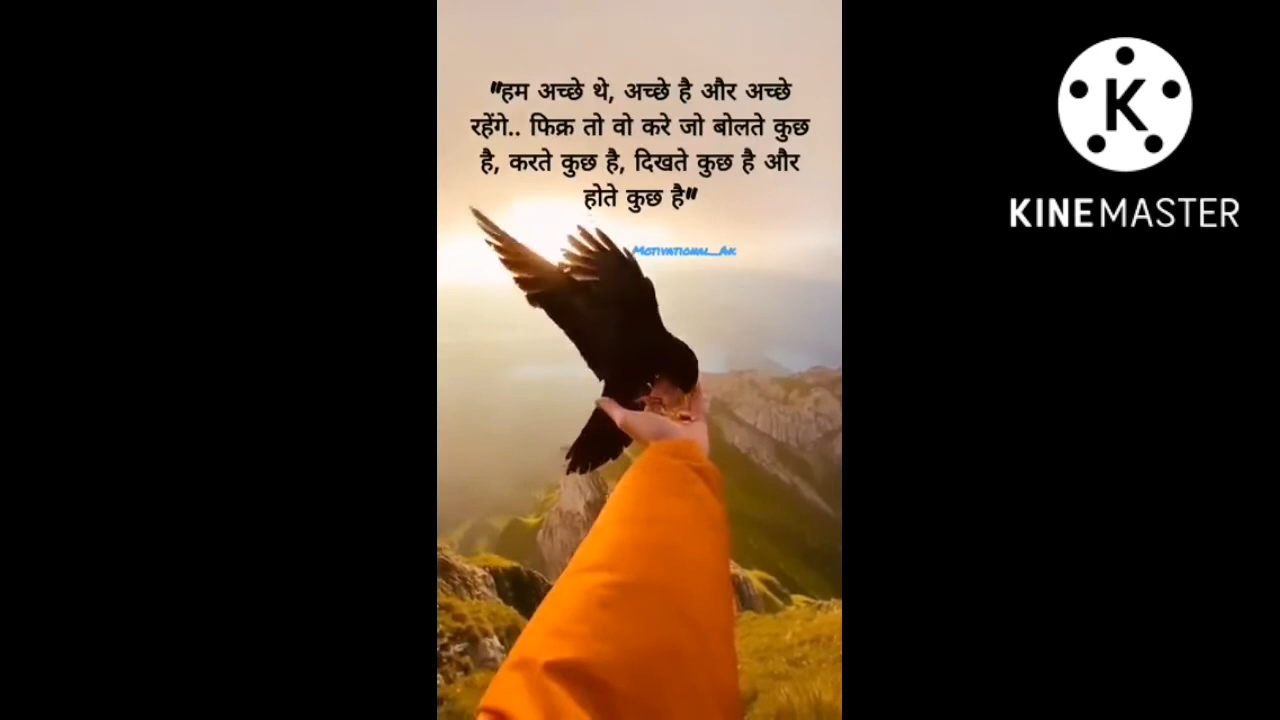 "हम अच्छे थे, अच्छे है और अच्छे
रहेंगे.. फिक्र तो वो करे जो बोलते कुछ
है, करते कुछ है, दिखते कुछ है और
होते कुछ है"
Motivational_Ak
K
KINEMASTER